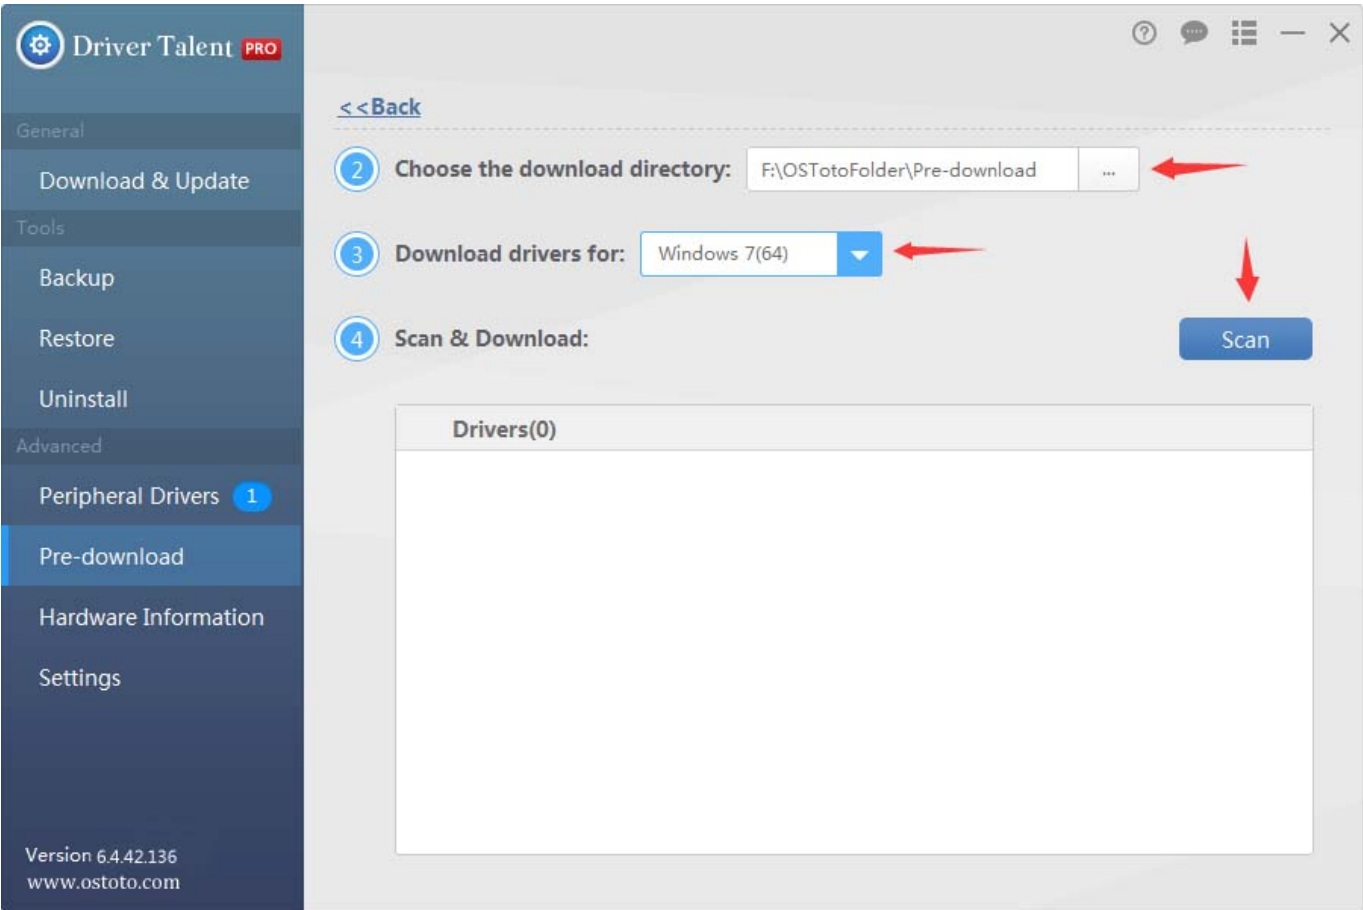 Driver Talent PRO
General
Download & Update
Tools
Backup
Restore
Uninstall
Advanced
Peripheral Drivers 1
Pre-download
Hardware Information
Settings
Version 6.4.42.136
www.ostoto.com
?
<<Back
2 Choose the download directory: F:\OSTotoFolder\Pre-download ...
3 Download drivers for: Windows 7(64)
4 Scan & Download: Scan
Drivers(0)